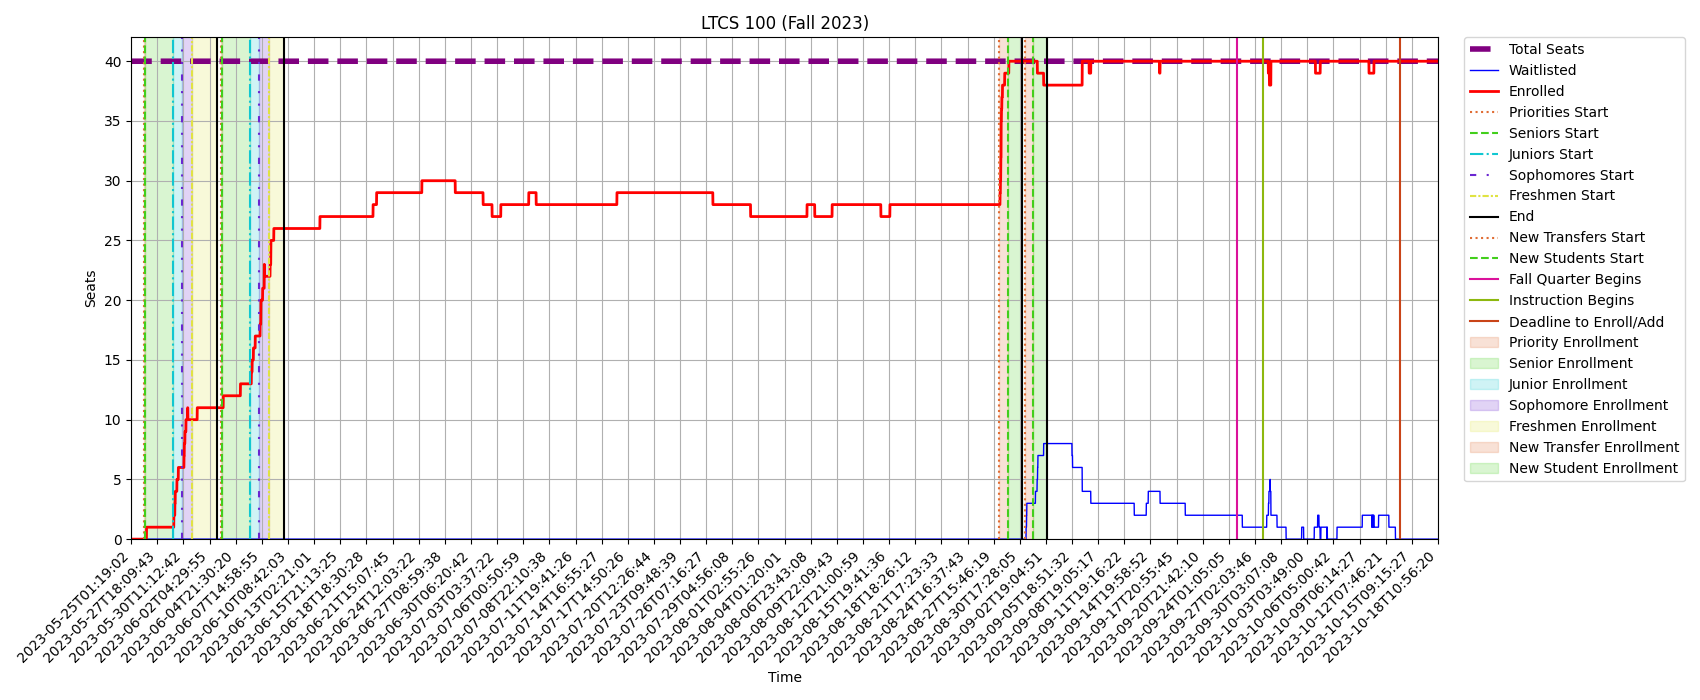 LTCS 100 (Fall 2023)
Seats
40
35
30
25
20
15
10
5
0
2023-05-25T01:19:02
2023-05-27T18:09:43
2023-05-30T11:12:42
2023-06-02T04:29:55
2023-06-04T21:30:20
2023-06-07T14:58:55
2023-06-10T08:42:03
2023-06-13T02:21:01
2023-06-15T21:13:25
2023-06-18T18:30:28
2023-06-21T15:07:45
2023-06-24T12:03:22
2023-06-27T08:59:38
2023-06-30T06:20:42
2023-07-03T03:37:22
2023-07-06T00:50:59
2023-07-08T22:10:38
2023-07-11T19:41:26
2023-07-14T16:55:27
2023-07-17T14:50:26
2023-07-20T12:26:44
2023-07-23T09:48:39
2023-07-26T07:16:27
2023-07-29T04:56:08
2023-08-01T02:55:26
2023-08-04T01:20:01
2023-08-06T23:43:08
2023-08-09T22:09:43
2023-08-12T21:00:59
2023-08-15T19:41:36
2023-08-18T18:26:12
2023-08-21T17:23:33
2023-08-24T16:37:43
2023-08-27T15:46:19
2023-08-30T17:28:05
2023-09-02T19:04:51
2023-09-05T18:51:32
2023-09-08T19:05:17
2023-09-11T19:16:22
2023-09-14T19:58:52
2023-09-17T20:55:45
2023-09-20T21:42:10
2023-09-24T01:05:05
2023-09-27T02:03:46
2023-09-30T03:07:08
2023-10-03T03:49:00
2023-10-06T05:00:42
2023-10-09T06:14:27
2023-10-12T07:46:21
2023-10-15T09:15:27
2023-10-18T10:56:20
Time
Total Seats
Waitlisted
Enrolled
Priorities Start
Seniors Start
Juniors Start
Sophomores Start
Freshmen Start
End
New Transfers Start
New Students Start
Fall Quarter Begins
Instruction Begins
Deadline to Enroll/Add
Priority Enrollment
Senior Enrollment
Junior Enrollment
Sophomore Enrollment
Freshmen Enrollment
New Transfer Enrollment
New Student Enrollment